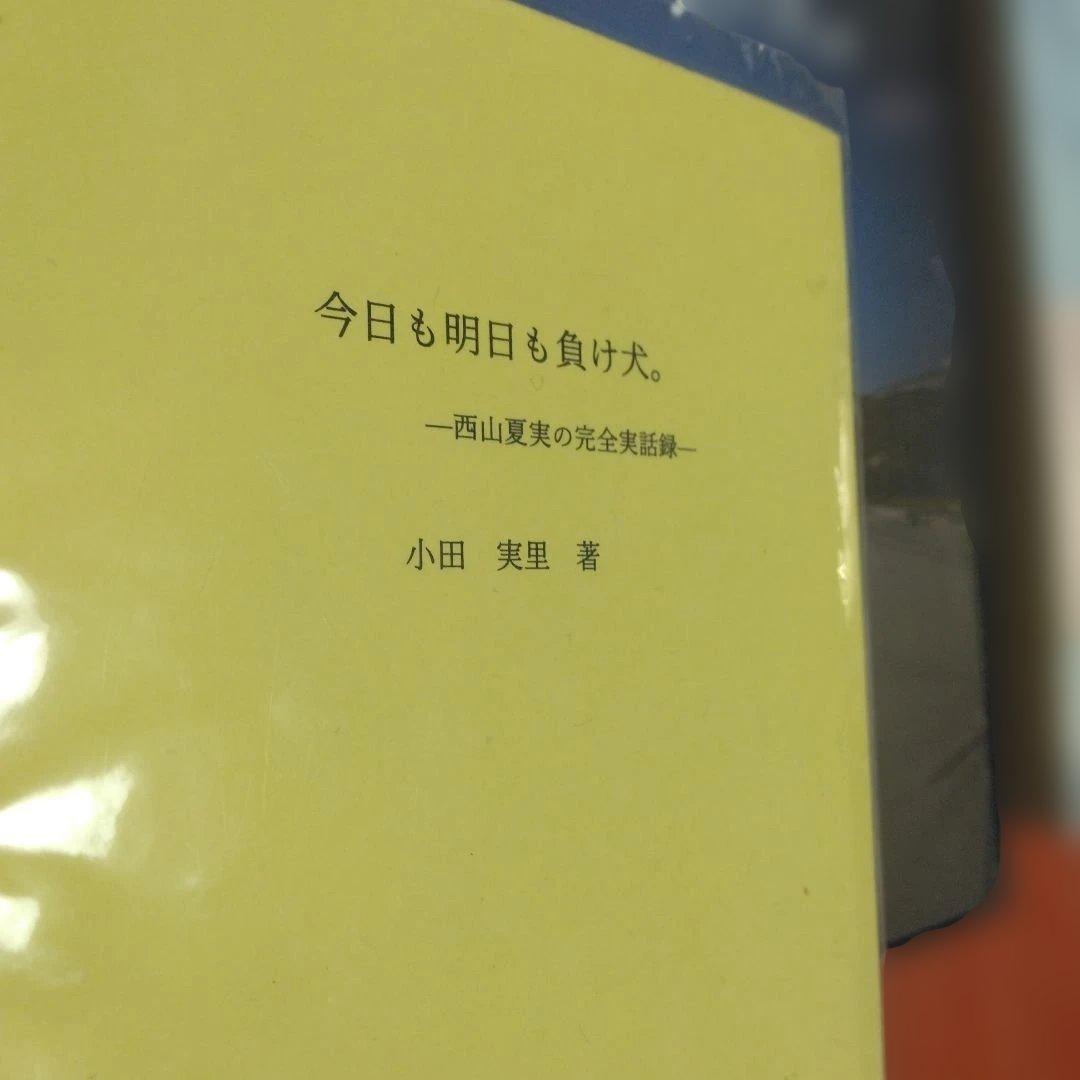 今日も明日も負け犬。
―西山夏実の完全実話録―
小田　実里　著